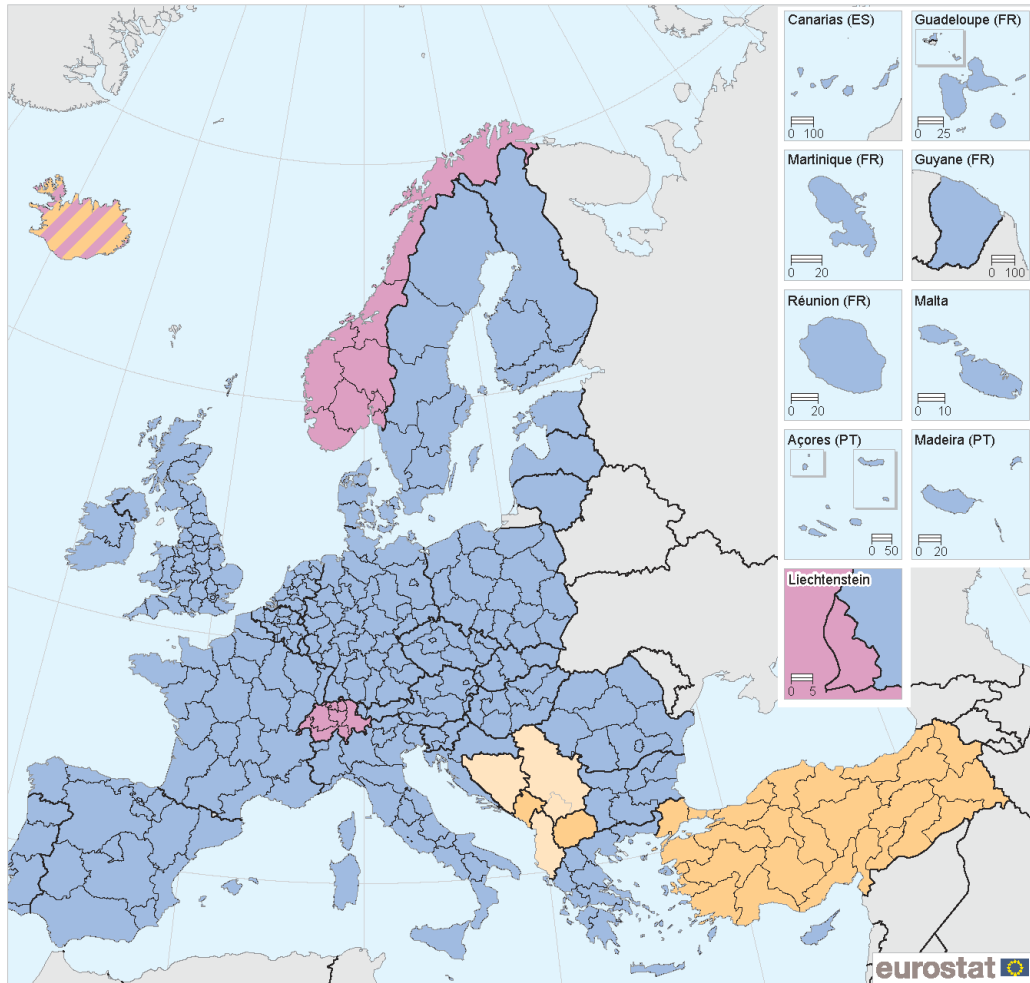 Canarias (ES)
0 100
Guadeloupe (FR)
0 25
Martinique (FR)
0 20
Guyane (FR)
0 100
Réunion (FR)
0 20
Malta
0 10
Açores (PT)
0 50
Madeira (PT)
0 20
Liechtenstein
0 5
eurostat